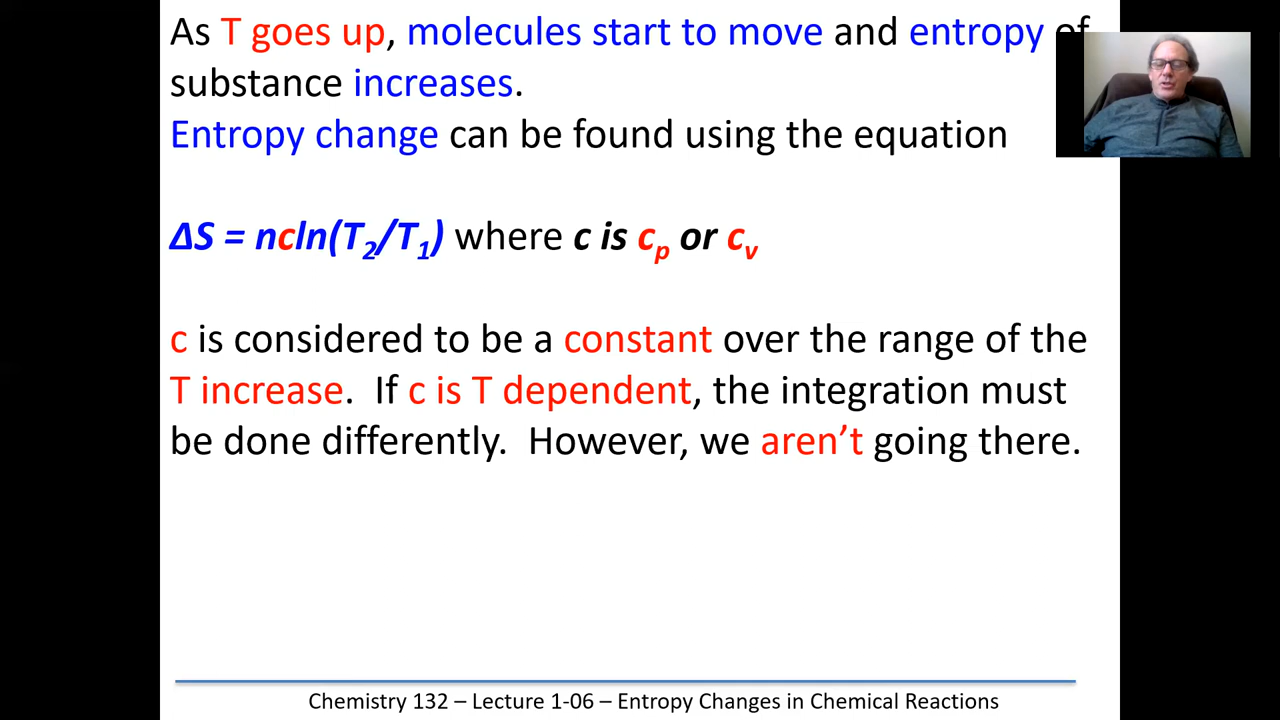 As T goes up, molecules start to move and entropy of
substance increases.
Entropy change can be found using the equation
ΔS = ncln(T₂/T₁) where c is cₚ or cᵥ
c is considered to be a constant over the range of the
T increase. If c is T dependent, the integration must
be done differently. However, we aren’t going there.
Chemistry 132 – Lecture 1-06 – Entropy Changes in Chemical Reactions